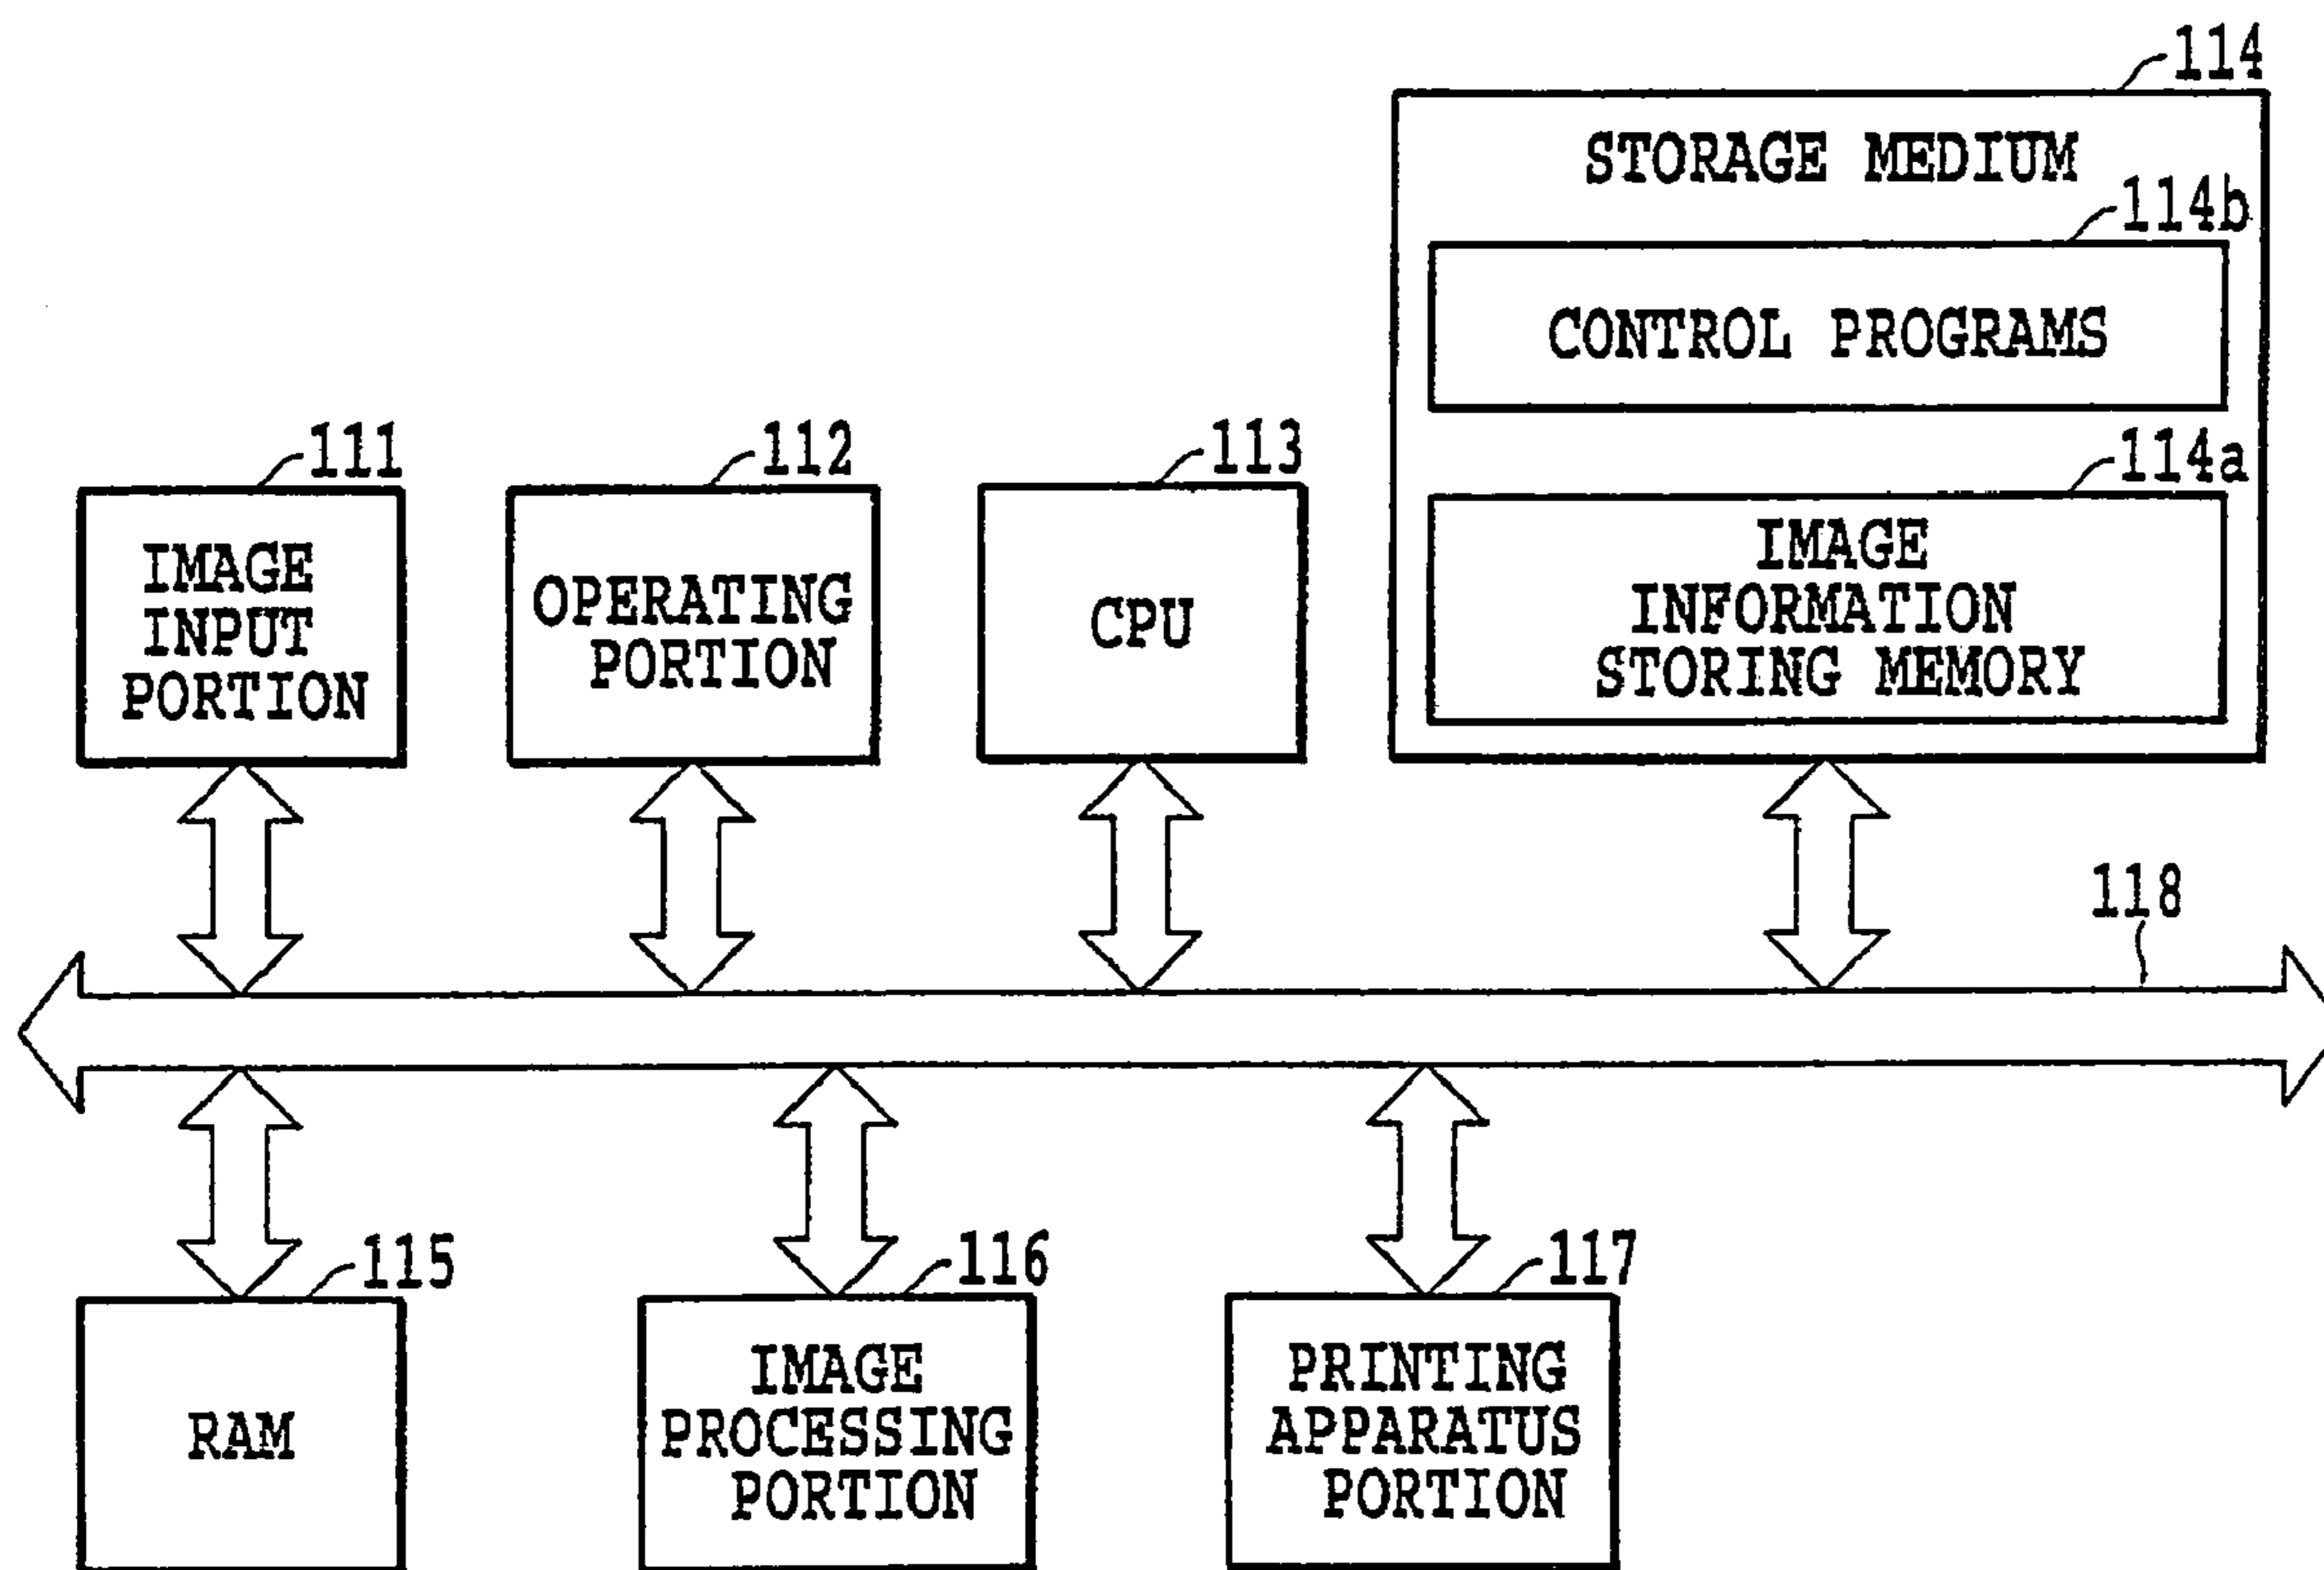 114
STORAGE MEDIUM
114b
CONTROL PROGRAMS
111
112
113
114a
IMAGE
INPUT
PORTION
OPERATING
PORTION
CPU
IMAGE
INFORMATION
STORING MEMORY
118
115
116
117
RAM
IMAGE
PROCESSING
PORTION
PRINTING
APPARATUS
PORTION